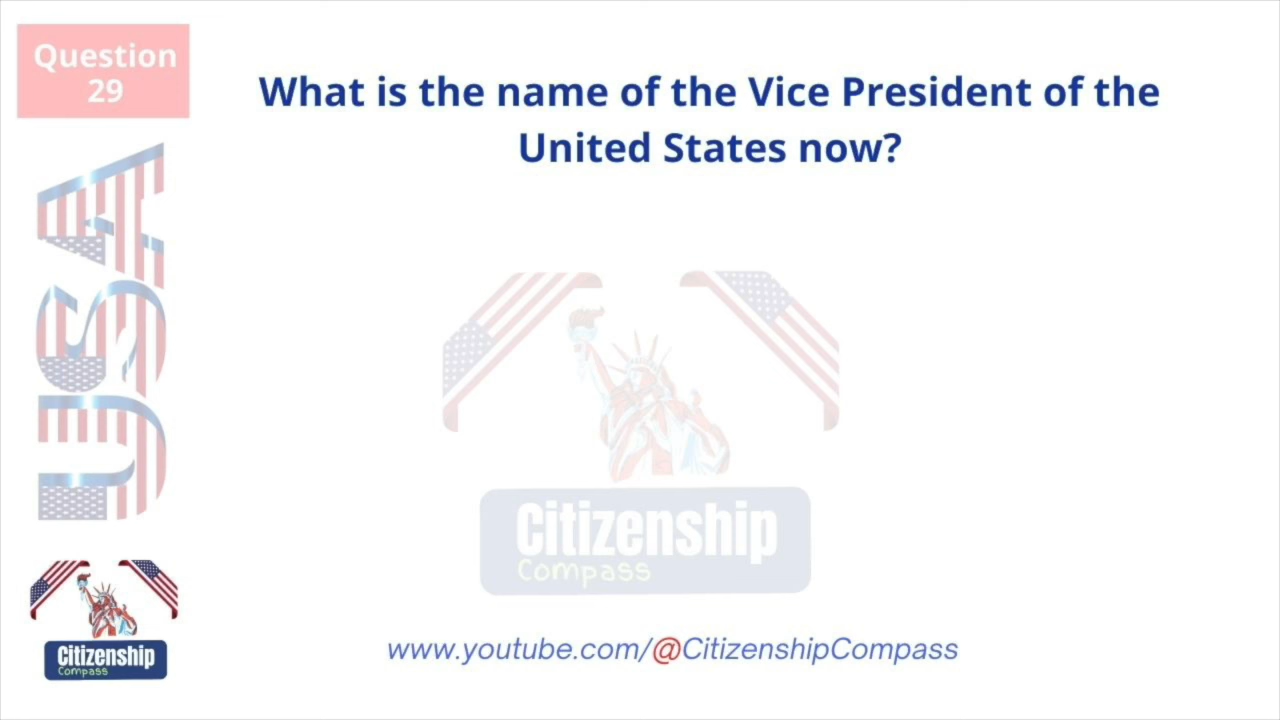 Question
29
What is the name of the Vice President of the
United States now?
USA
Citizenship
Compass
Citizenship
Compass
www.youtube.com/@CitizenshipCompass